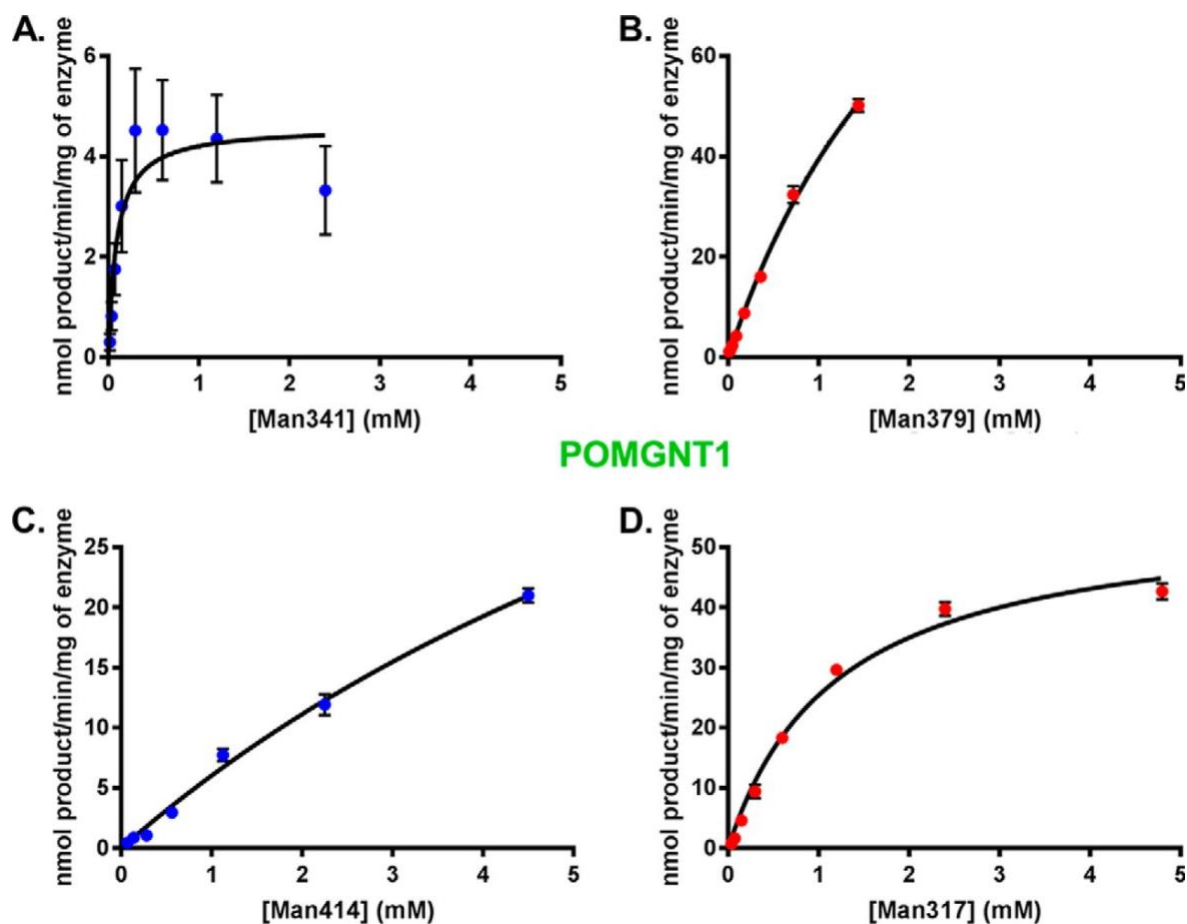 A.
nmol product/min/mg of enzyme
6
4
2
0
0 1 2 3 4 5
[Man341] (mM)
B.
nmol product/min/mg of enzyme
60
40
20
0
0 1 2 3 4 5
[Man379] (mM)
POMGNT1
C.
nmol product/min/mg of enzyme
25
20
15
10
5
0
0 1 2 3 4 5
[Man414] (mM)
D.
nmol product/min/mg of enzyme
50
40
30
20
10
0
0 1 2 3 4 5
[Man317] (mM)